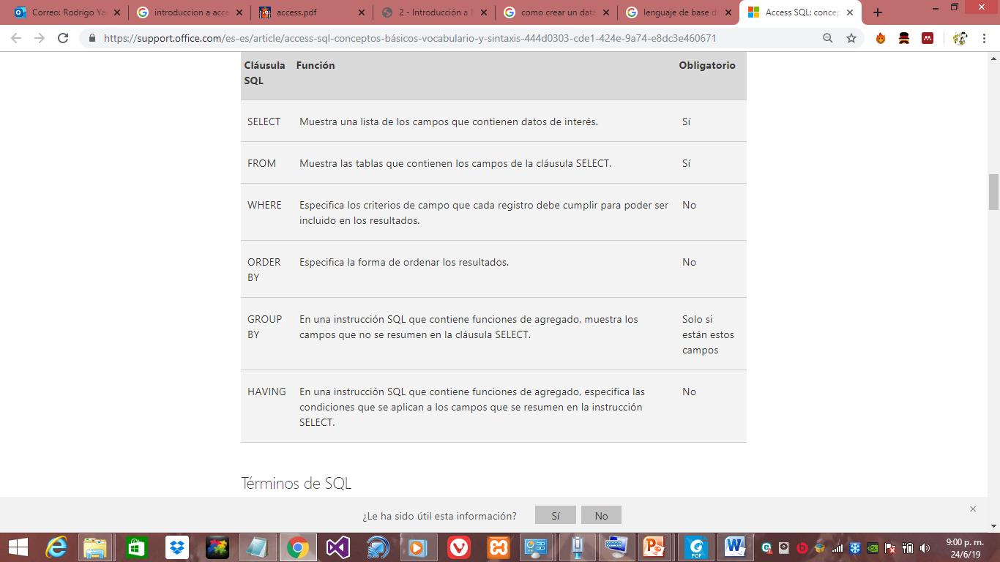 Correo: Rodrigo Ya
introduccion a acce
access.pdf
2 - Introducción a M
como crear un data
lenguaje de base d
Access SQL: concep
https://support.office.com/es-es/article/access-sql-conceptos-básicos-vocabulario-y-sintaxis-444d0303-cde1-424e-9a74-e8dc3e460671
Cláusula SQL Función Obligatorio
SELECT Muestra una lista de los campos que contienen datos de interés. Sí
FROM Muestra las tablas que contienen los campos de la cláusula SELECT. Sí
WHERE Especifica los criterios de campo que cada registro debe cumplir para poder ser No
incluido en los resultados.
ORDER Especifica la forma de ordenar los resultados. No
BY
GROUP En una instrucción SQL que contiene funciones de agregado, muestra los Solo si
BY campos que no se resumen en la cláusula SELECT. están estos
campos
HAVING En una instrucción SQL que contiene funciones de agregado, especifica las No
condiciones que se aplican a los campos que se resumen en la instrucción
SELECT.
Términos de SQL
¿Le ha sido útil esta información? Sí No
PDF
9:00 p. m.
24/6/19